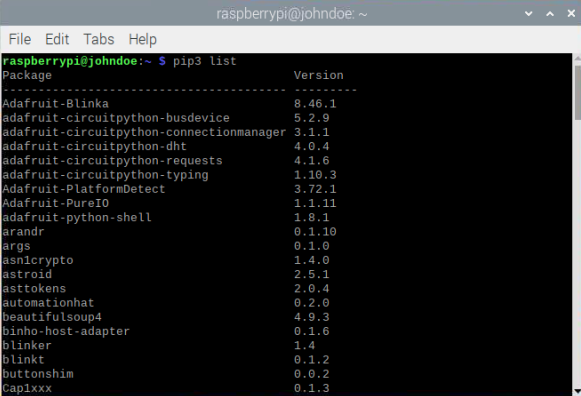 raspberrypi@johndoe: ~
File Edit Tabs Help
raspberrypi@johndoe:~ $ pip3 list
Package Version
--------------------------------------- ---------
Adafruit-Blinka 8.46.1
adafruit-circuitpython-busdevice 5.2.9
adafruit-circuitpython-connectionmanager 3.1.1
adafruit-circuitpython-dht 4.0.4
adafruit-circuitpython-requests 4.1.6
adafruit-circuitpython-typing 1.10.3
Adafruit-PlatformDetect 3.72.1
Adafruit-PureIO 1.1.11
adafruit-python-shell 1.8.1
arandr 0.1.10
args 0.1.0
asn1crypto 1.4.0
astroid 2.5.1
asttokens 2.0.4
automationhat 0.2.0
beautifulsoup4 4.9.3
binho-host-adapter 0.1.6
blinker 1.4
blinkt 0.1.2
buttonshim 0.0.2
Cap1xxx 0.1.3